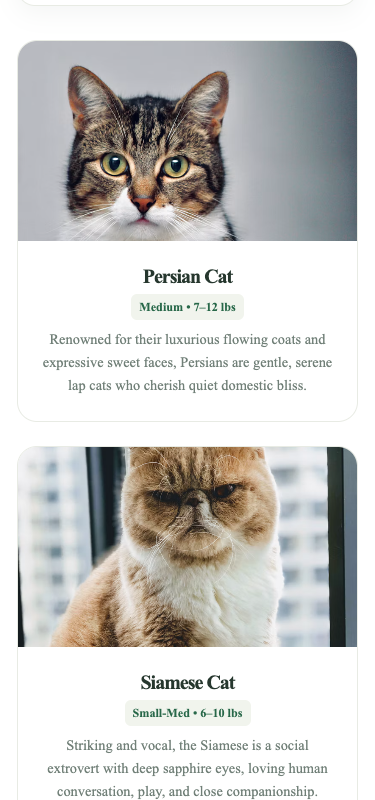 Persian Cat
Medium • 7–12 lbs
Renowned for their luxurious flowing coats and
expressive sweet faces, Persians are gentle, serene
lap cats who cherish quiet domestic bliss.
Siamese Cat
Small-Med • 6–10 lbs
Striking and vocal, the Siamese is a social
extrovert with deep sapphire eyes, loving human
conversation, play, and close companionship.